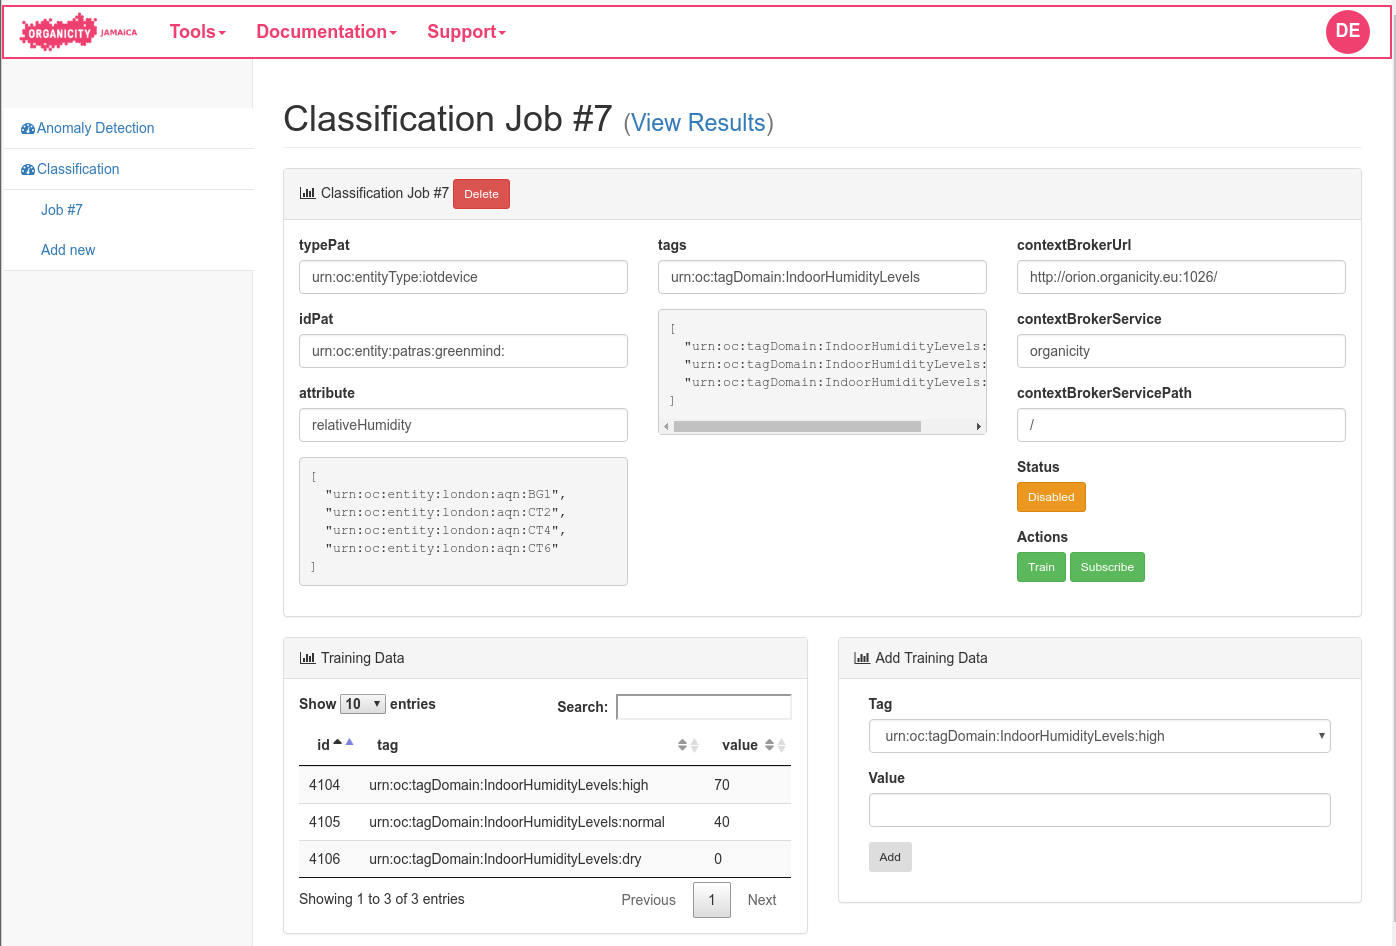 ORGANICITY JAMAiCA Tools Documentation Support DE
Anomaly Detection
Classification
Job #7
Add new
Classification Job #7 (View Results)
Classification Job #7 Delete
typePat
urn:oc:entityType:iotdevice
idPat
urn:oc:entity:patras:greenmind:
attribute
relativeHumidity
[
"urn:oc:entity:london:aqn:BG1",
"urn:oc:entity:london:aqn:CT2",
"urn:oc:entity:london:aqn:CT4",
"urn:oc:entity:london:aqn:CT6"
]
tags
urn:oc:tagDomain:IndoorHumidityLevels
[
"urn:oc:tagDomain:IndoorHumidityLevels:
"urn:oc:tagDomain:IndoorHumidityLevels:
"urn:oc:tagDomain:IndoorHumidityLevels:
]
contextBrokerUrl
http://orion.organicity.eu:1026/
contextBrokerService
organicity
contextBrokerServicePath
/
Status
Disabled
Actions
Train Subscribe
Training Data
Show 10 entries Search:
id tag value
4104 urn:oc:tagDomain:IndoorHumidityLevels:high 70
4105 urn:oc:tagDomain:IndoorHumidityLevels:normal 40
4106 urn:oc:tagDomain:IndoorHumidityLevels:dry 0
Showing 1 to 3 of 3 entries Previous 1 Next
Add Training Data
Tag
urn:oc:tagDomain:IndoorHumidityLevels:high
Value
Add